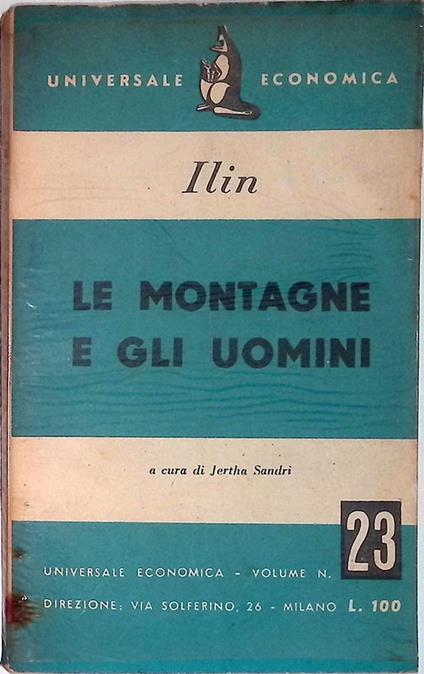 UNIVERSALE ECONOMICA
Ilin
LE MONTAGNE
E GLI UOMINI
a cura di Jertha Sandri
UNIVERSALE ECONOMICA – VOLUME N. 23
DIREZIONE: VIA SOLFERINO, 26 - MILANO L. 100